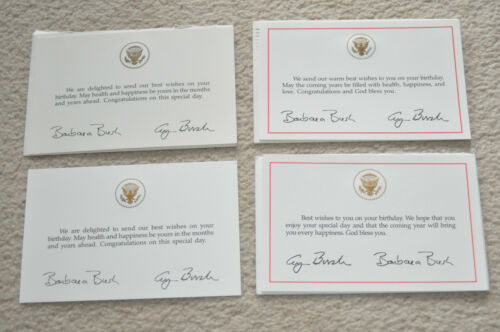 We are delighted to send our best wishes on your
birthday. May health and happiness be yours in the months
and years ahead. Congratulations on this special day.
Barbara Bush
G Bush
We send our warm best wishes to you on your birthday.
May the coming years be filled with health, happiness, and
love. Congratulations and God bless you.
Barbara Bush
G Bush
We are delighted to send our best wishes on your
birthday. May health and happiness be yours in the months
and years ahead. Congratulations on this special day.
Barbara Bush
G Bush
Best wishes to you on your birthday. We hope that you
enjoy your special day and that the coming year will bring
you every happiness. God bless you.
G Bush
Barbara Bush